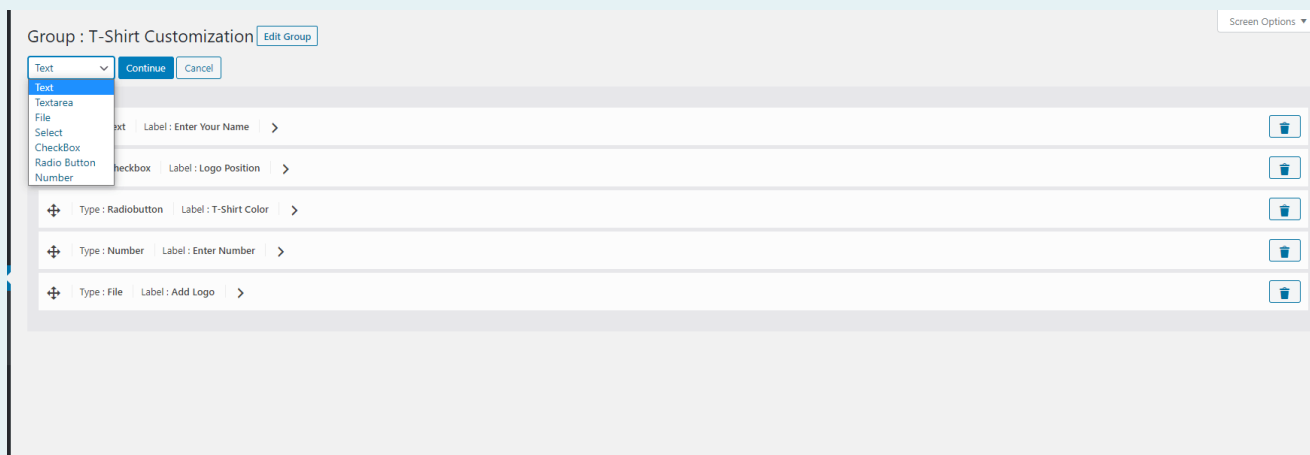 Screen Options ▼
Group : T-Shirt Customization Edit Group
Text Continue Cancel
Text
Textarea
File
Select
CheckBox
Radio Button
Number
Label : Enter Your Name
Label : Logo Position
Type : Radiobutton Label : T-Shirt Color
Type : Number Label : Enter Number
Type : File Label : Add Logo